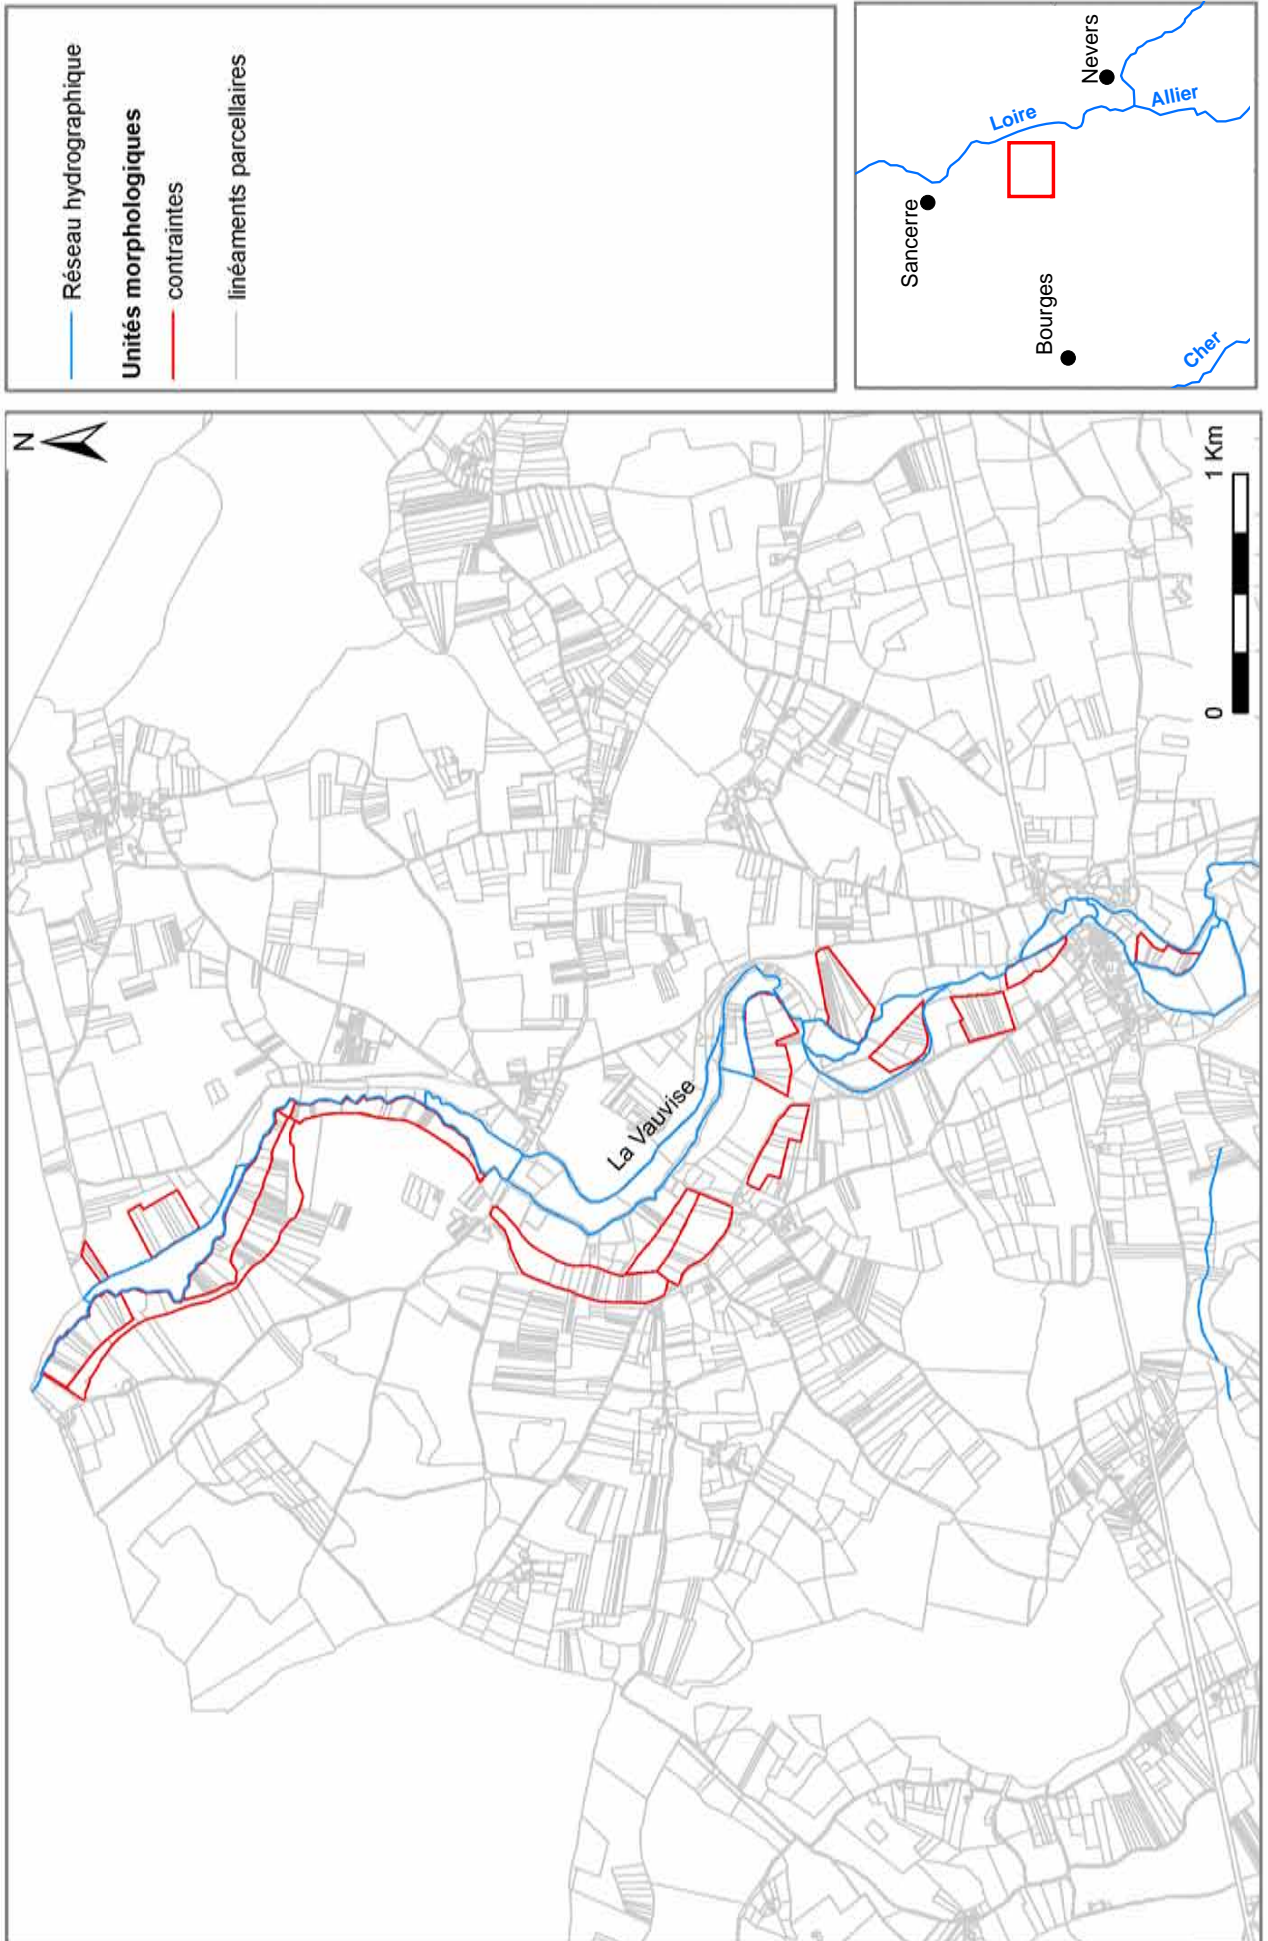 Réseau hydrographique
Unités morphologiques
contraintes
linéaments parcellaires
Sancerre
Bourges
Nevers
Loire
Allier
Cher
N
La Vauvise
0 1 Km